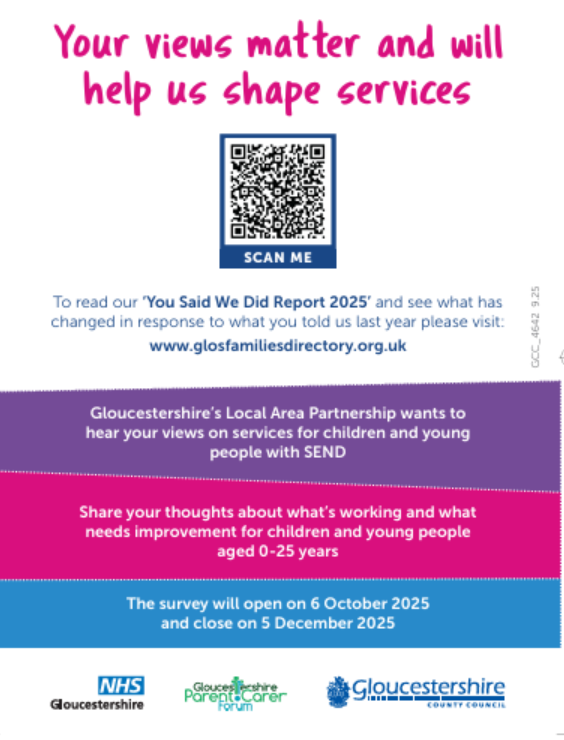 Your views matter and will
help us shape services
SCAN ME
To read our 'You Said We Did Report 2025' and see what has
changed in response to what you told us last year please visit:
www.glosfamiliesdirectory.org.uk
GCC_4642 9.25
Gloucestershire's Local Area Partnership wants to
hear your views on services for children and young
people with SEND
Share your thoughts about what's working and what
needs improvement for children and young people
aged 0-25 years
The survey will open on 6 October 2025
and close on 5 December 2025
NHS
Gloucestershire
Gloucestershire
Parent Carer
Forum
Gloucestershire
COUNTY COUNCIL